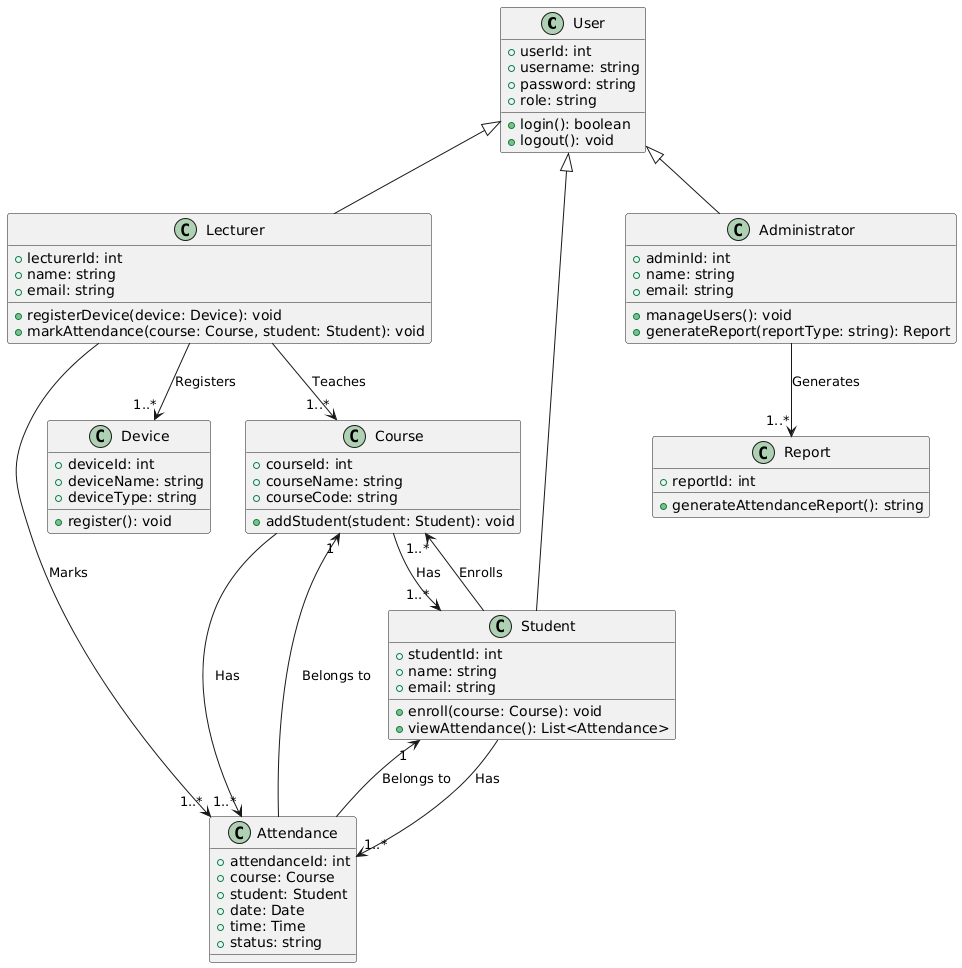 C User
userId: int
username: string
password: string
role: string
login(): boolean
logout(): void
C Lecturer
lecturerId: int
name: string
email: string
registerDevice(device: Device): void
markAttendance(course: Course, student: Student): void
C Administrator
adminId: int
name: string
email: string
manageUsers(): void
generateReport(reportType: string): Report
Registers
Teaches
Generates
1..*
1..*
1..*
C Device
deviceId: int
deviceName: string
deviceType: string
register(): void
C Course
courseId: int
courseName: string
courseCode: string
addStudent(student: Student): void
C Report
reportId: int
generateAttendanceReport(): string
1
1..*
Marks
Has
Enrolls
1..*
C Student
studentId: int
name: string
email: string
enroll(course: Course): void
viewAttendance(): List<Attendance>
Has
Belongs to
1
Belongs to
Has
1..*
1..*
1..*
C Attendance
attendanceId: int
course: Course
student: Student
date: Date
time: Time
status: string